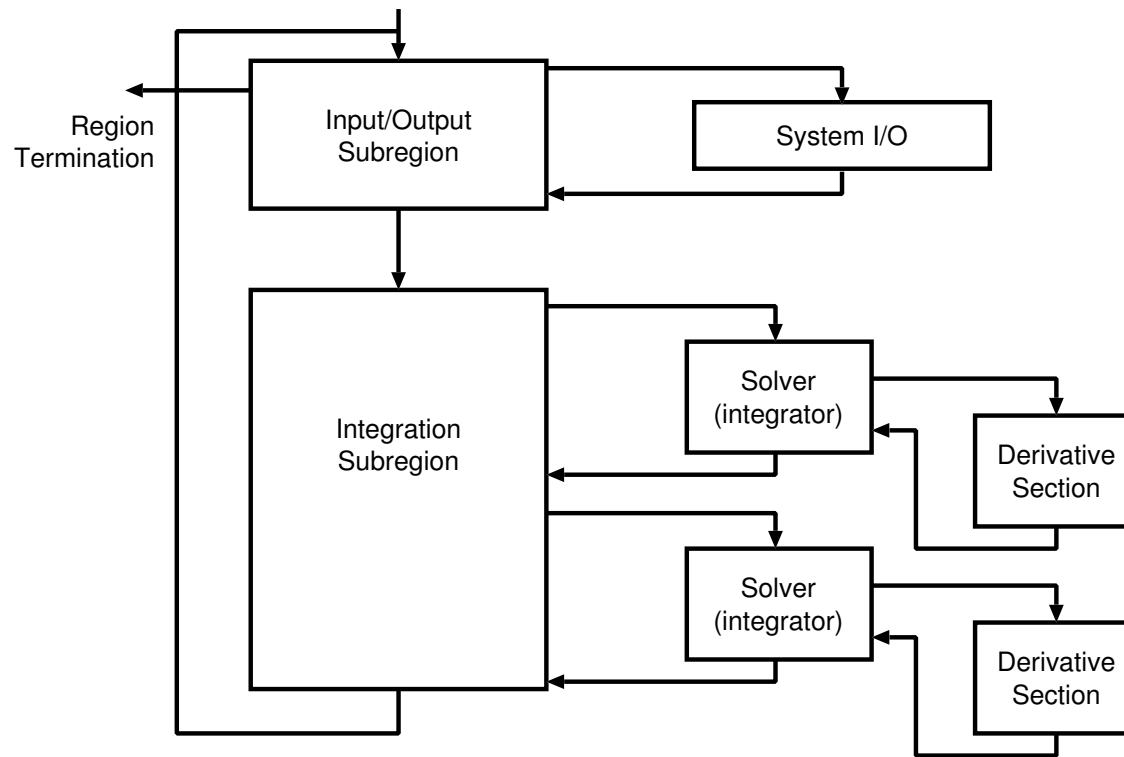 Input/Output
Subregion
System I/O
Region
Termination
Integration
Subregion
Solver
(integrator)
Derivative
Section
Solver
(integrator)
Derivative
Section